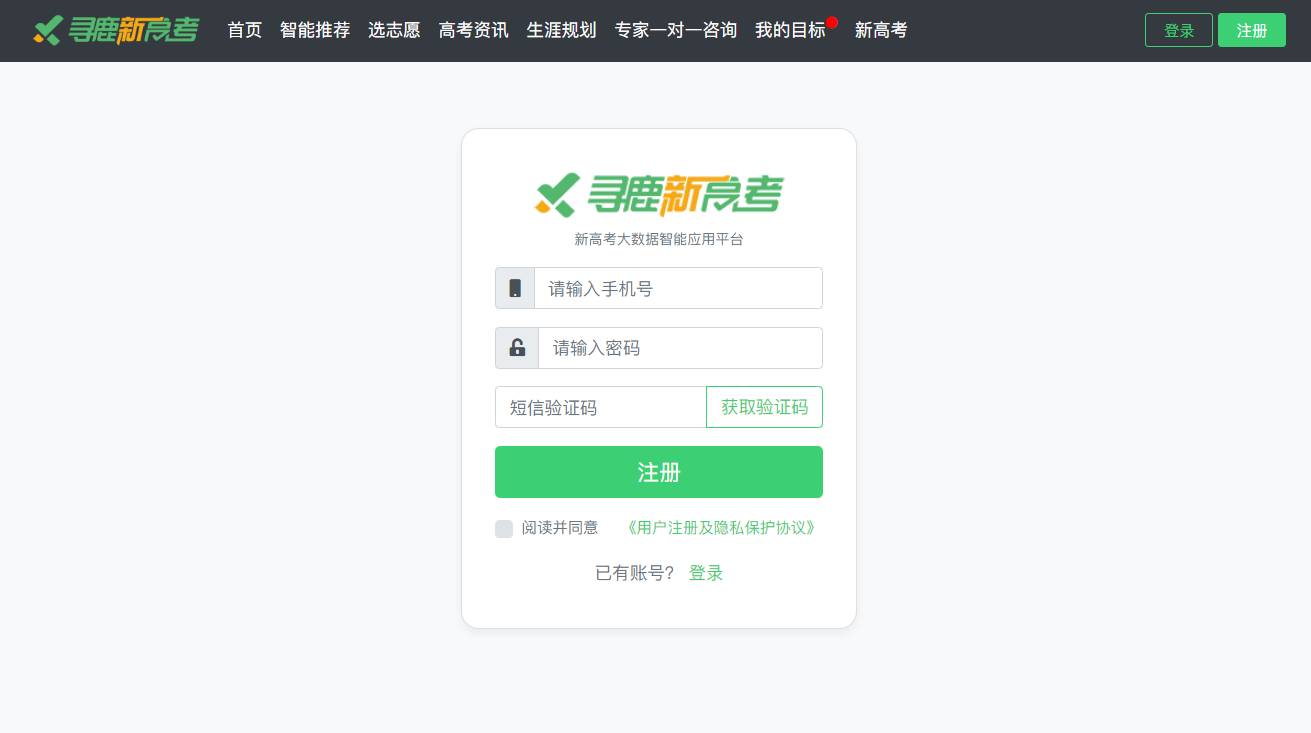 寻鹿新高考 首页 智能推荐 选志愿 高考资讯 生涯规划 专家一对一咨询 我的目标 新高考 登录 注册
寻鹿新高考
新高考大数据智能应用平台
请输入手机号
请输入密码
短信验证码 获取验证码
注册
阅读并同意 《用户注册及隐私保护协议》
已有账号? 登录